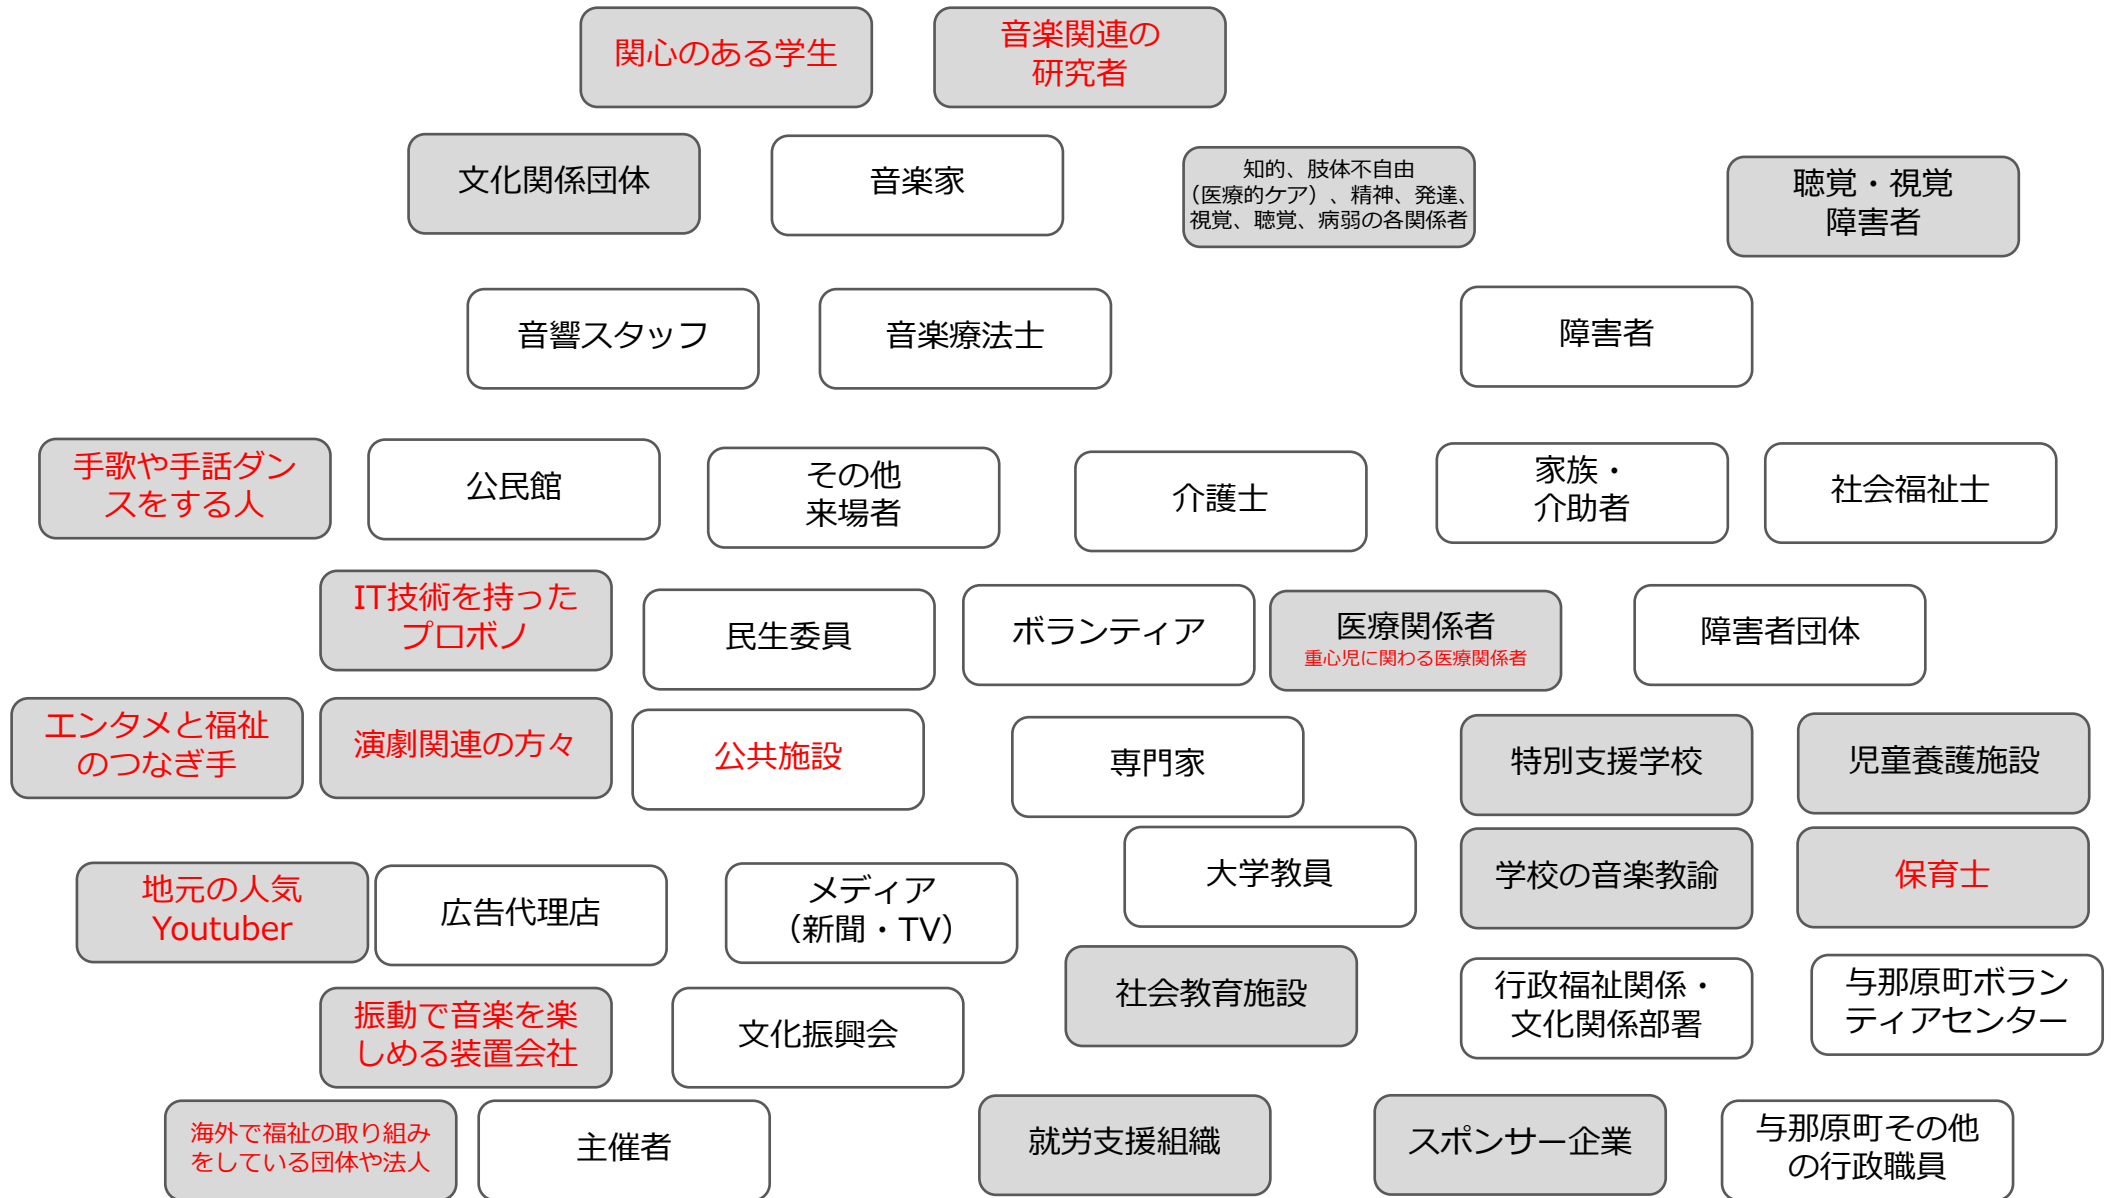 関心のある学生
音楽関連の
研究者
文化関係団体
音楽家
知的、肢体不自由
（医療的ケア）、精神、発達、
視覚、聴覚、病弱の各関係者
聴覚・視覚
障害者
音響スタッフ
音楽療法士
障害者
手歌や手話ダン
スをする人
公民館
その他
来場者
介護士
家族・
介助者
社会福祉士
IT技術を持った
プロボノ
民生委員
ボランティア
医療関係者
重心児に関わる医療関係者
障害者団体
エンタメと福祉
のつなぎ手
演劇関連の方々
公共施設
専門家
特別支援学校
児童養護施設
地元の人気
Youtuber
広告代理店
メディア
（新聞・TV）
大学教員
学校の音楽教諭
保育士
振動で音楽を楽
しめる装置会社
文化振興会
社会教育施設
行政福祉関係・
文化関係部署
与那原町ボラン
ティアセンター
海外で福祉の取り組み
をしている団体や法人
主催者
就労支援組織
スポンサー企業
与那原町その他
の行政職員